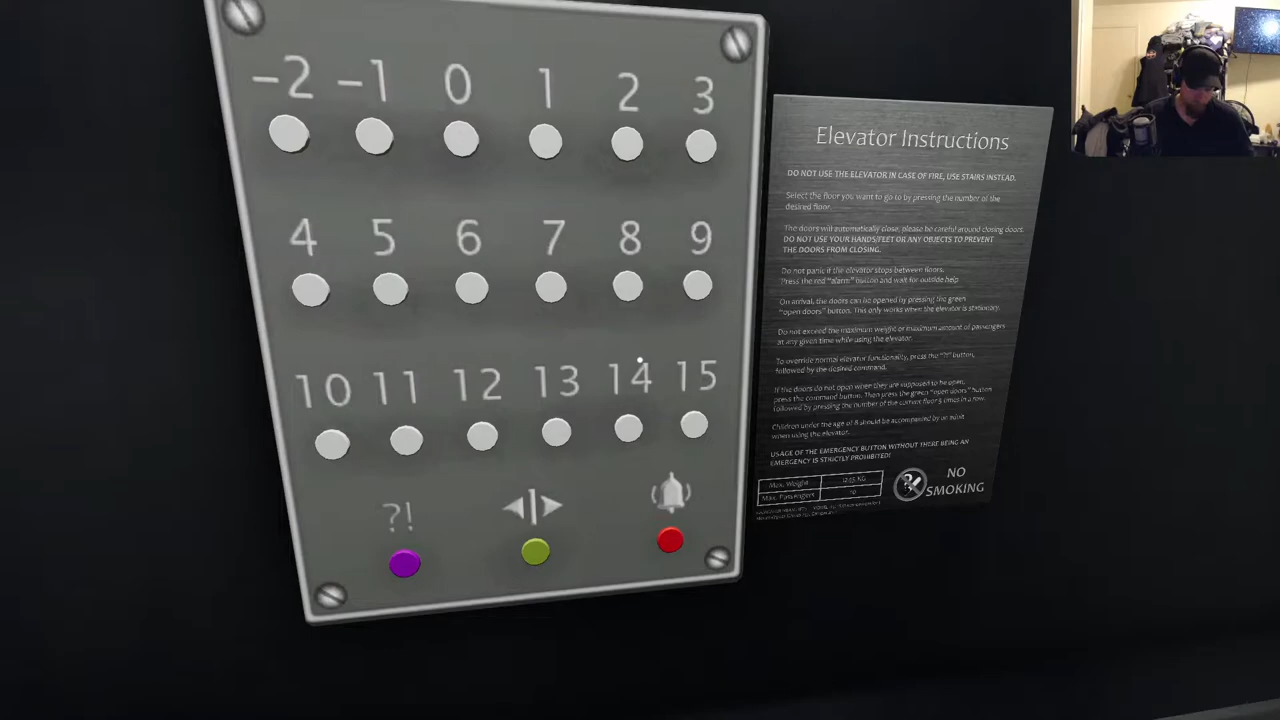 -2 -1 0 1 2 3
4 5 6 7 8 9
10 11 12 13 14 15
?!
Elevator Instructions
DO NOT USE THE ELEVATOR IN CASE OF FIRE, USE STAIRS INSTEAD.
Select the floor you want to go to by pressing the number of the
desired floor.
The doors will automatically close, please be careful around closing doors.
DO NOT USE YOUR HANDS/FEET OR ANY OBJECTS TO PREVENT
THE DOORS FROM CLOSING.
Do not panic if the elevator stops between floors.
Press the red "alarm" button and wait for outside help
On arrival, the doors can be opened by pressing the green
"open doors" button. This only works when the elevator is stationary.
Do not exceed the maximum weight or maximum amount of passengers
at any given time while using the elevator.
To override normal elevator functionality, press the "?!" button,
followed by the desired command.
If the doors do not open when they are supposed to be open,
press the command button. Then press the green "open doors" button
followed by pressing the number of the current floor 5 times in a row.
Children under the age of 8 should be accompanied by an adult
when using the elevator.
USAGE OF THE EMERGENCY BUTTON WITHOUT THERE BEING AN
EMERGENCY IS STRICTLY PROHIBITED!
Max. Weight
Max. Passengers 10
NO
SMOKING